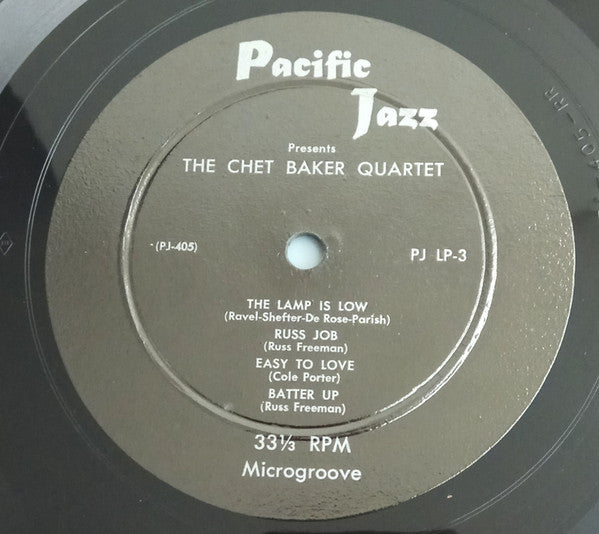 Pacific
Jazz
Presents
THE CHET BAKER QUARTET
(PJ-405)
PJ LP-3
THE LAMP IS LOW
(Ravel-Shefter-De Rose-Parish)
RUSS JOB
(Russ Freeman)
EASY TO LOVE
(Cole Porter)
BATTER UP
(Russ Freeman)
33⅓ RPM
Microgroove